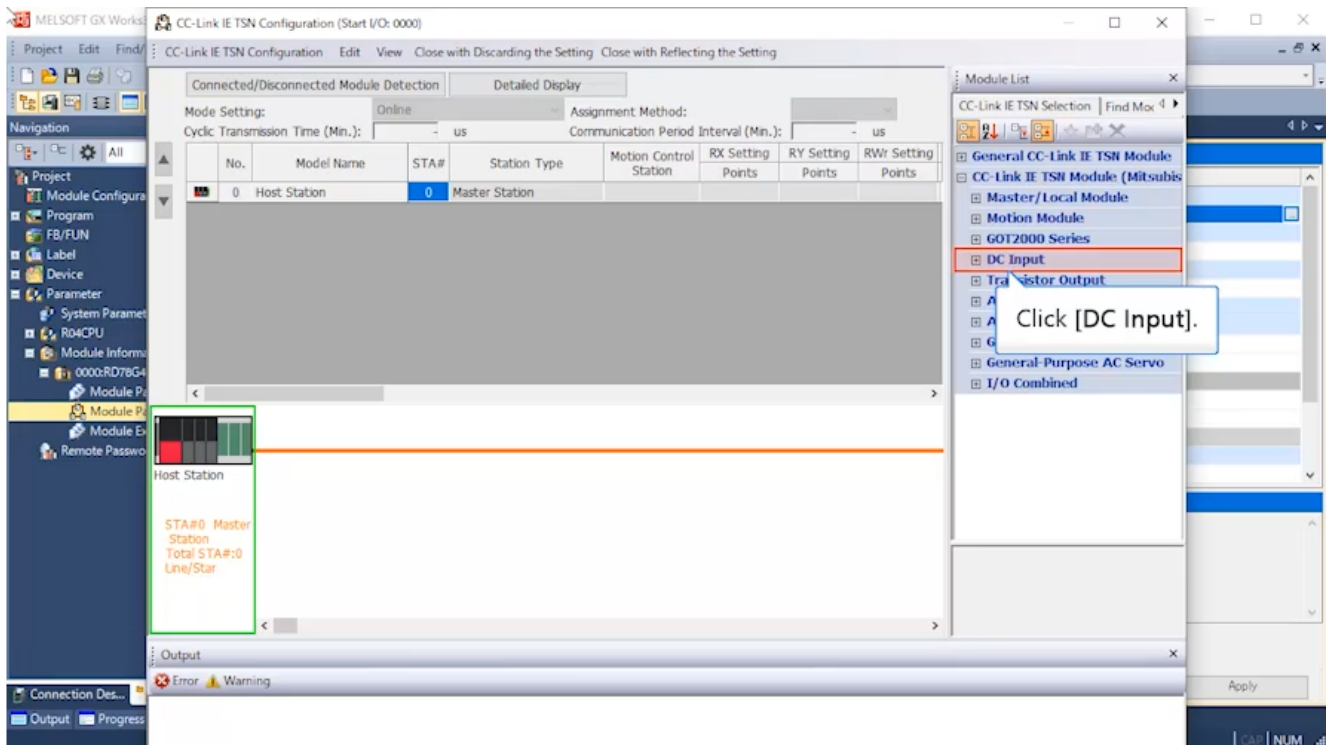 MELSOFT GX Works
CC-Link IE TSN Configuration (Start I/O: 0000)
Project Edit Find/
CC-Link IE TSN Configuration Edit View Close with Discarding the Setting Close with Reflecting the Setting
Connected/Disconnected Module Detection Detailed Display
Mode Setting: Online Assignment Method:
Cyclic Transmission Time (Min.): - us Communication Period Interval (Min.): - us
No. Model Name STA# Station Type Motion Control Station RX Setting Points RY Setting Points RWr Setting Points
0 Host Station 0 Master Station
Navigation
All
Project
Module Configura
Program
FB/FUN
Label
Device
Parameter
System Paramet
R04CPU
Module Informa
0000:RD78G4
Module Pa
Module Pa
Module Ex
Remote Passwo
Host Station
STA#0 Master
Station
Total STA#:0
Line/Star
Module List
CC-Link IE TSN Selection Find Mo
General CC-Link IE TSN Module
CC-Link IE TSN Module (Mitsubis
Master/Local Module
Motion Module
GOT2000 Series
DC Input
Transistor Output
A
A
G
General-Purpose AC Servo
I/O Combined
Click [DC Input].
Output
Error Warning
Connection Des...
Output Progress
Apply
CAP NUM